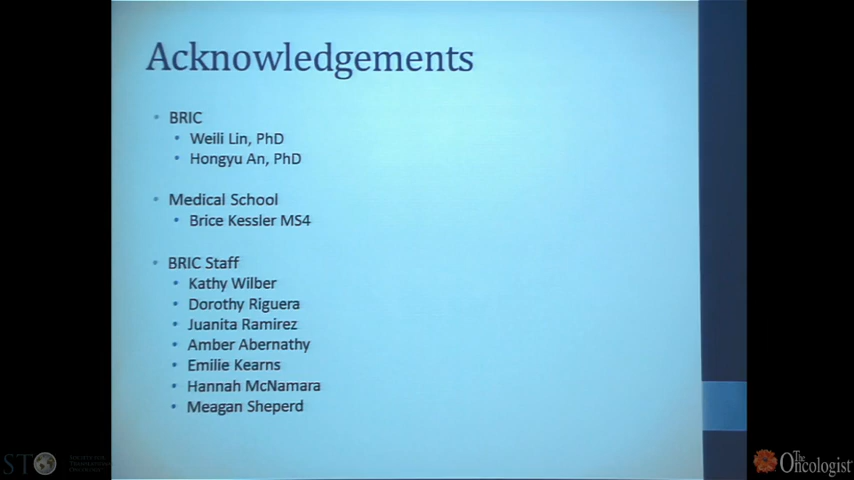 Acknowledgements
BRIC
Weili Lin, PhD
Hongyu An, PhD
Medical School
Brice Kessler MS4
BRIC Staff
Kathy Wilber
Dorothy Riguera
Juanita Ramirez
Amber Abernathy
Emilie Kearns
Hannah McNamara
Meagan Sheperd
ST
The
Oncologist